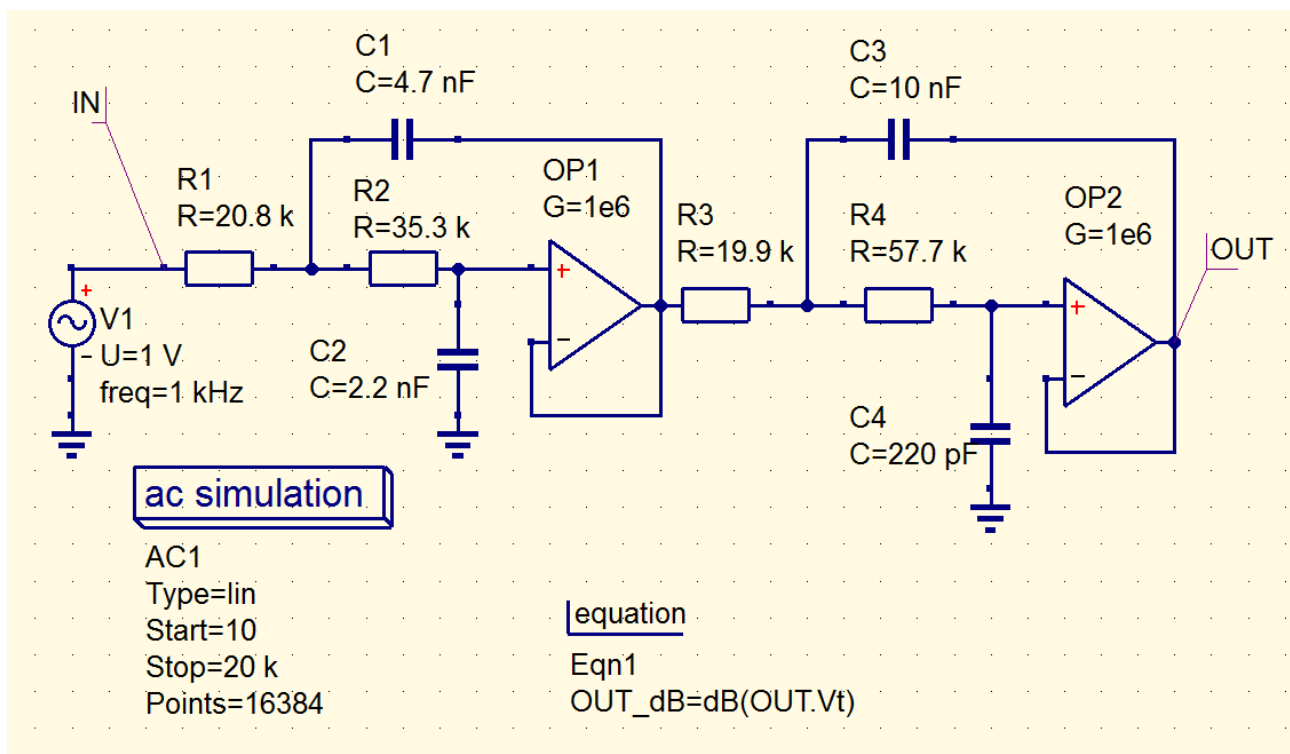 C1
C=4.7 nF
C3
C=10 nF
IN
R1
R=20.8 k
R2
R=35.3 k
OP1
G=1e6
R3
R=19.9 k
R4
R=57.7 k
OP2
G=1e6
OUT
+
−
+
−
+
V1
- U=1 V
freq=1 kHz
C2
C=2.2 nF
C4
C=220 pF
ac simulation
AC1
Type=lin
Start=10
Stop=20 k
Points=16384
equation
Eqn1
OUT_dB=dB(OUT.Vt)